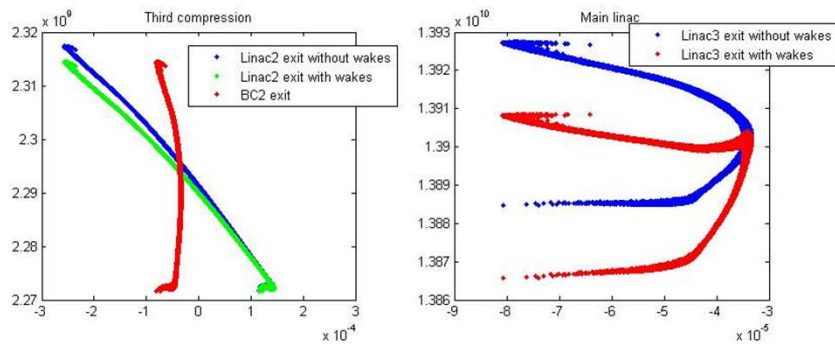 Third compression
x 10^9
2.32
2.31
2.3
2.29
2.28
2.27
-3
-2
-1
0
1
2
3
x 10^-4
Linac2 exit without wakes
Linac2 exit with wakes
BC2 exit
Main linac
x 10^10
1.393
1.392
1.391
1.39
1.389
1.388
1.387
1.386
-9
-8
-7
-6
-5
-4
-3
x 10^-5
Linac3 exit without wakes
Linac3 exit with wakes